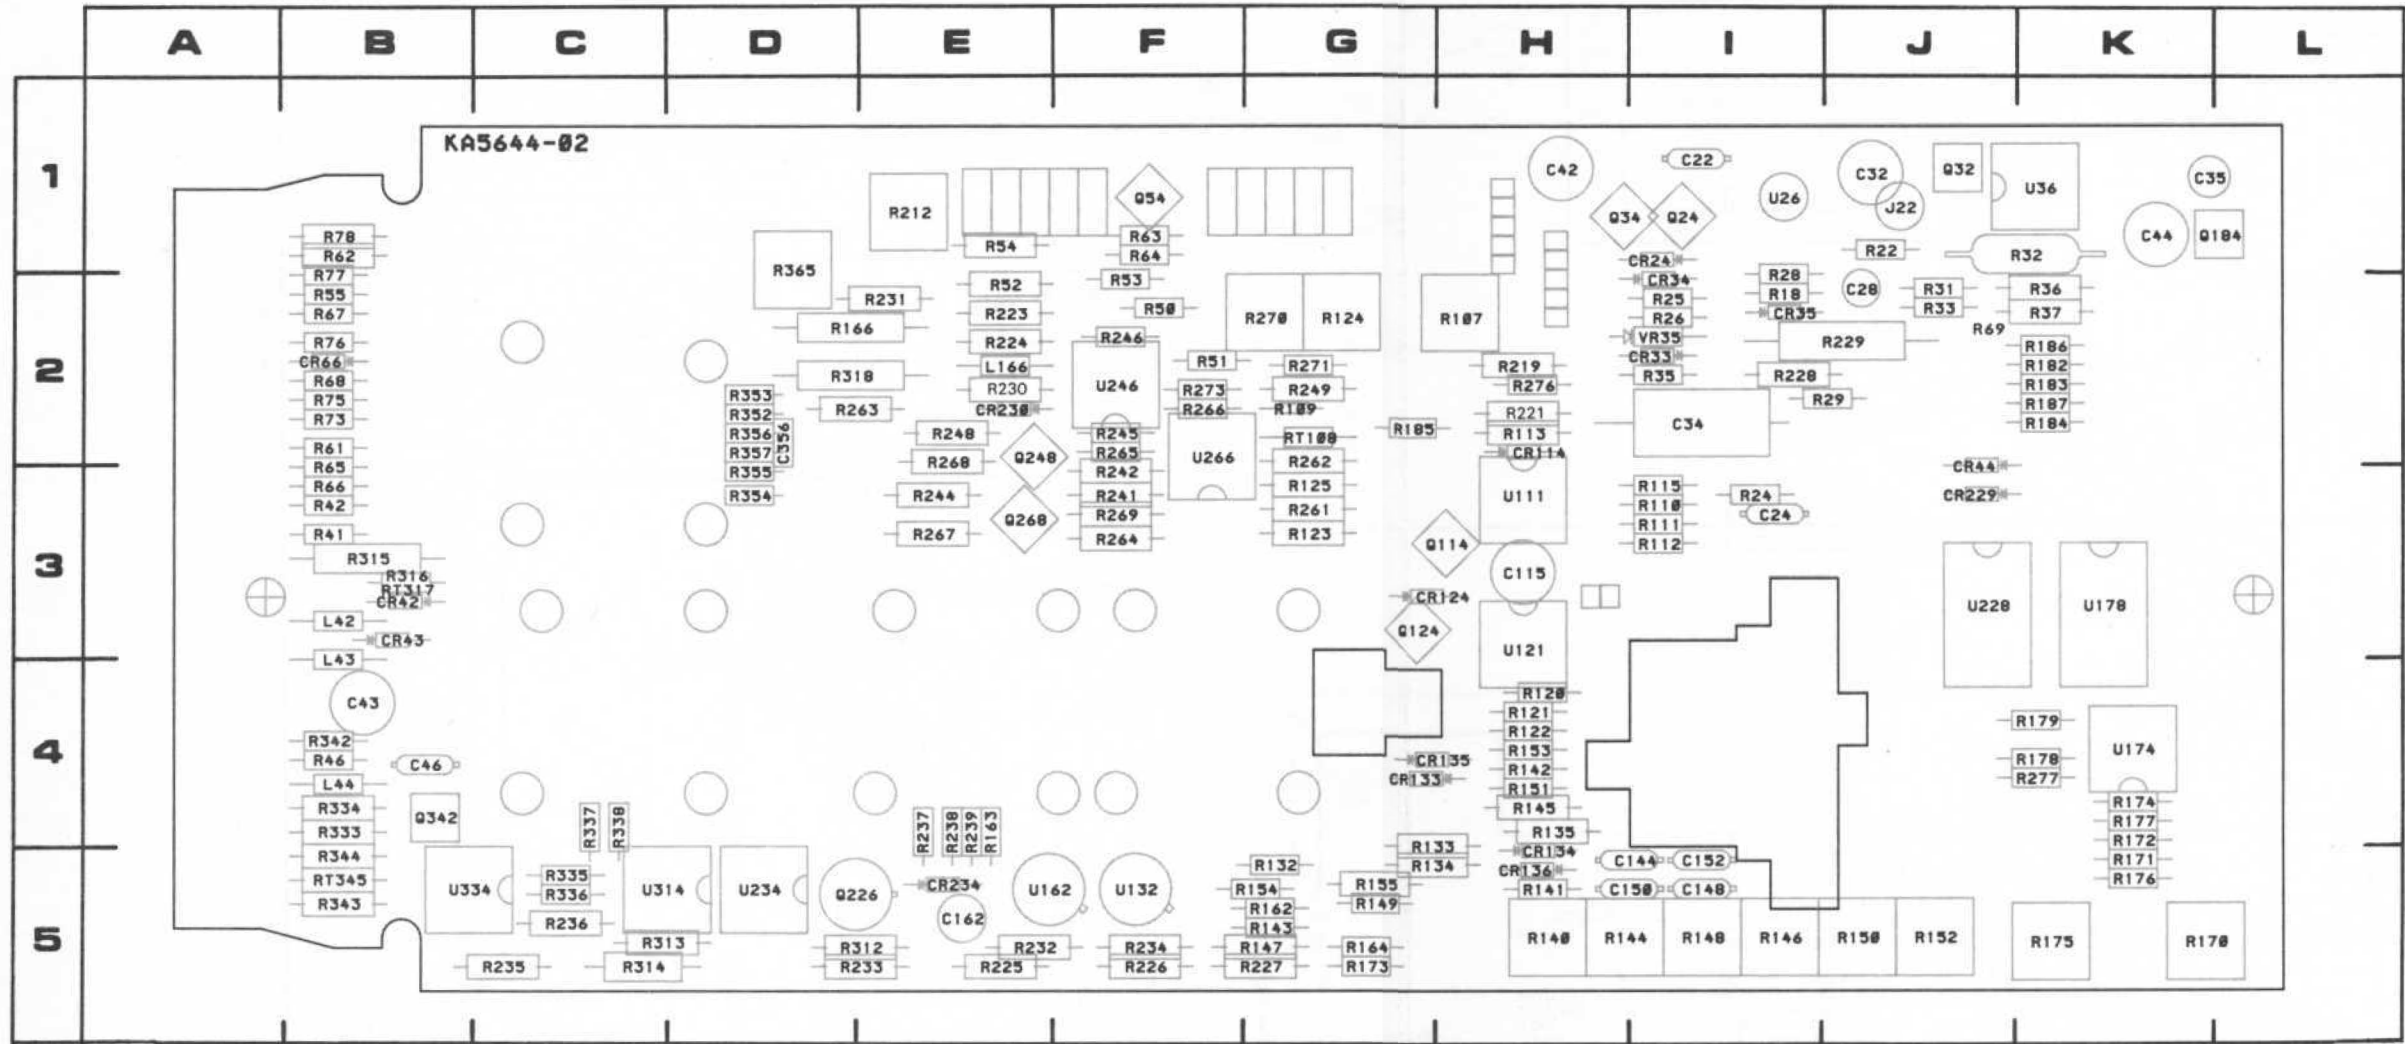 A B C D E F G H I J K L
1
2
3
4
5
KA5644-02
C42 C22 C32 Q32 U36 C35
Q54 U26 J22
R212 Q34 Q24
R78 R54 R63 C44 Q184
R62 R64 R22 R32
R365 CR24
R77 R53 CR34 R28
R55 R231 R52 R25 R18 C28 R31 R36
R67 R223 R50 R26 CR35 R33 R37
R166 R270 R124 R107 R69
R76 R224 R246 VR35 R229 R186
CR66 L166 R51 R271 R219 CR33 R182
R68 R318 U246 R276 R35 R228 R183
R75 R353 R230 R273 R249 R29 R187
R73 R352 R263 CR230 R266 R109 R221 C34 R184
R61 R356 C356 R248 R245 RT108 R185 R113
R65 R357 R268 Q248 R265 U266 R262 CR114
R66 R355 R242 R125 U111 R115 CR44
R42 R354 R244 R241 R261 R110 R24 CR229
R41 Q268 R269 R111 C24
R267 R264 R123 Q114 R112
R315
R316 C115
RT317
CR42 CR124
L42 Q124 U228 U178
CR43 U121
L43
C43 R120
R121 R179
R342 R122
R46 C46 CR135 R153 R178 U174
L44 CR133 R142 R277
R334 Q342 R151 R174
R333 R337 R338 R237 R238 R239 R163 R145 R177
R344 R133 R135 R172
RT345 R335 R132 R134 CR134 C144 C152 R171
R343 U334 R336 U314 U234 Q226 CR234 U162 U132 R154 R155 CR136 R176
R236 C162 R162 R149 R141 C150 C148
R313 R143 R140 R144 R148 R146 R150 R152 R175 R170
R312 R232 R234 R147 R164
R235 R314 R233 R225 R226 R227 R173